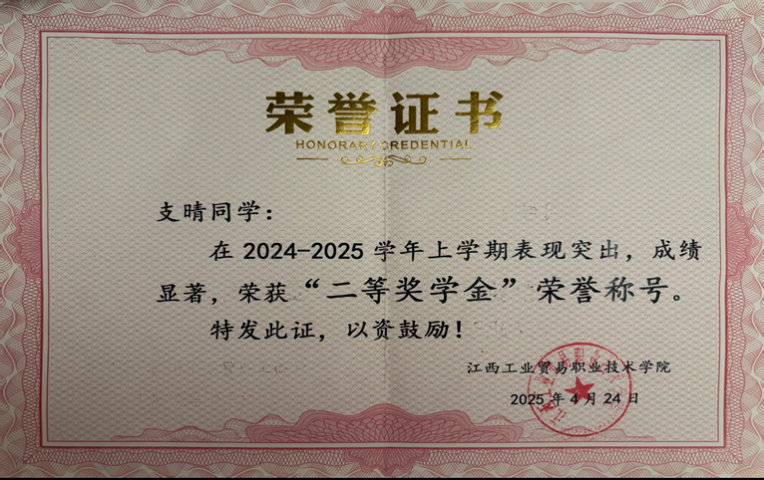 荣誉证书
HONORARY CREDENTIAL
支晴同学：
在 2024-2025 学年上学期表现突出，成绩
显著，荣获“二等奖学金”荣誉称号。
特发此证，以资鼓励！
江西工业贸易职业技术学院
2025 年 4 月 24 日